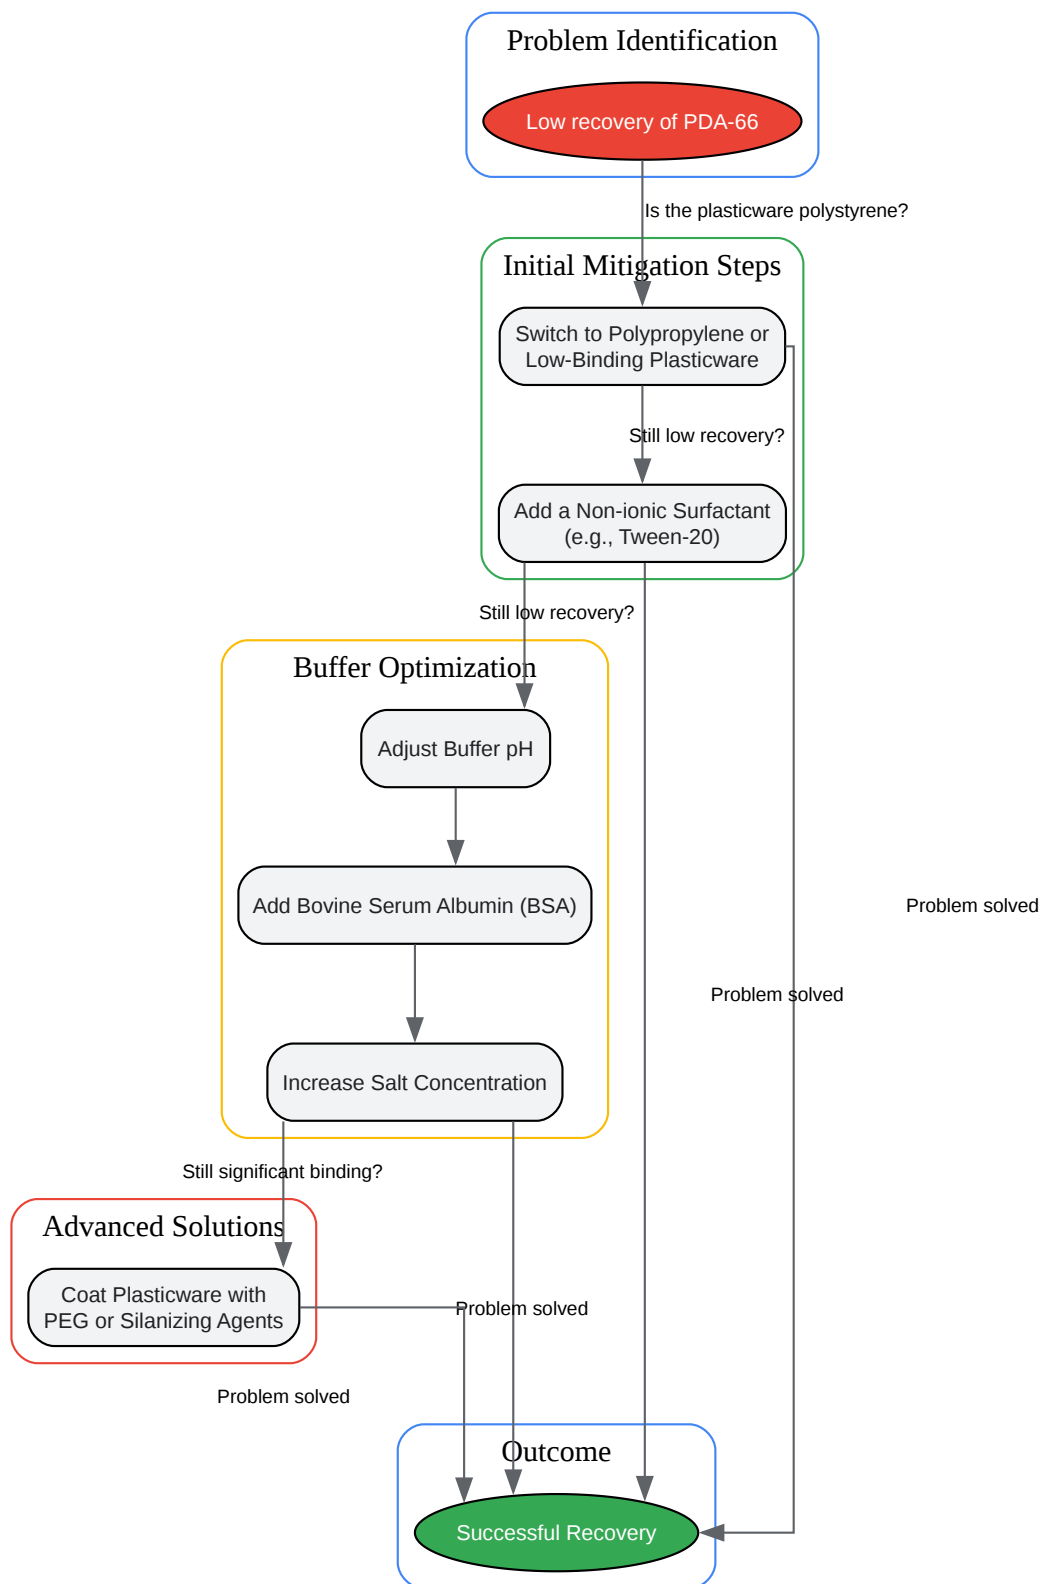 Problem Identification
Low recovery of PDA-66
Is the plasticware polystyrene?
Initial Mitigation Steps
Switch to Polypropylene or
Low-Binding Plasticware
Still low recovery?
Add a Non-ionic Surfactant
(e.g., Tween-20)
Still low recovery?
Buffer Optimization
Adjust Buffer pH
Add Bovine Serum Albumin (BSA)
Problem solved
Problem solved
Increase Salt Concentration
Still significant binding?
Advanced Solutions
Coat Plasticware with
PEG or Silanizing Agents
Problem solved
Problem solved
Outcome
Successful Recovery